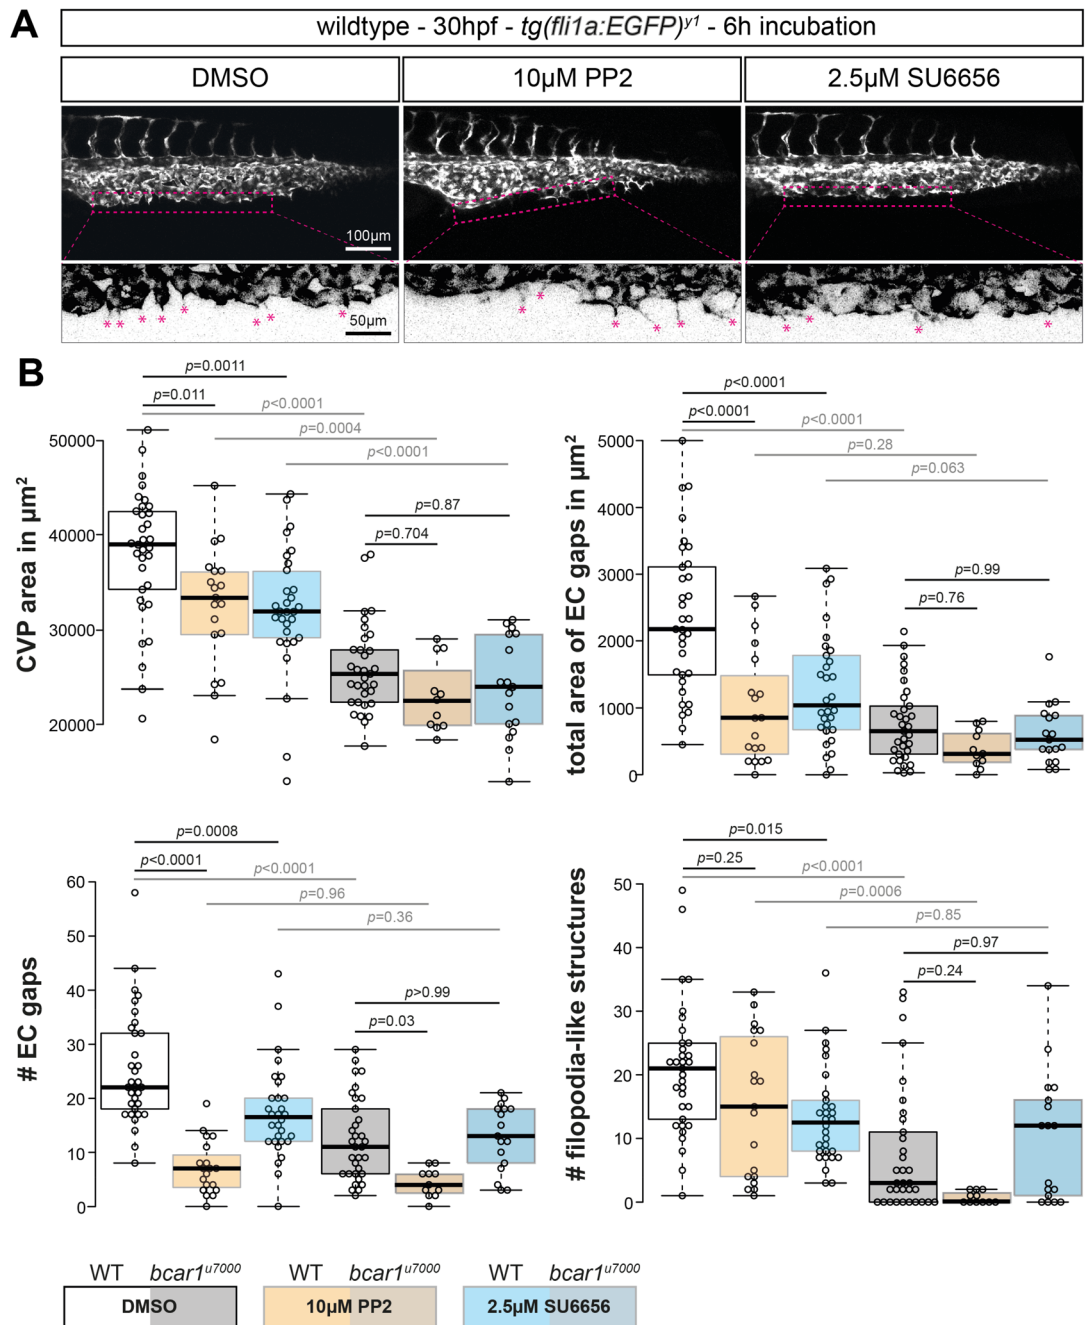 A
wildtype - 30hpf - tg(fli1a:EGFP)y1 - 6h incubation
DMSO
10µM PP2
2.5µM SU6656
100µm
* * * * * * * *
50µm
* * * * * *
* * * *
B
p=0.0011
p=0.011
p<0.0001
p=0.0004
p<0.0001
p=0.87
p=0.704
CVP area in µm2
50000
40000
30000
20000
p<0.0001
p<0.0001
p<0.0001
p=0.28
p=0.063
p=0.99
p=0.76
total area of EC gaps in µm2
5000
4000
3000
2000
1000
0
p=0.0008
p<0.0001
p<0.0001
p=0.96
p=0.36
p>0.99
p=0.03
# EC gaps
60
50
40
30
20
10
0
p=0.015
p=0.25
p<0.0001
p=0.0006
p=0.85
p=0.97
p=0.24
# filopodia-like structures
50
40
30
20
10
0
WT bcar1u7000 WT bcar1u7000 WT bcar1u7000
DMSO 10µM PP2 2.5µM SU6656